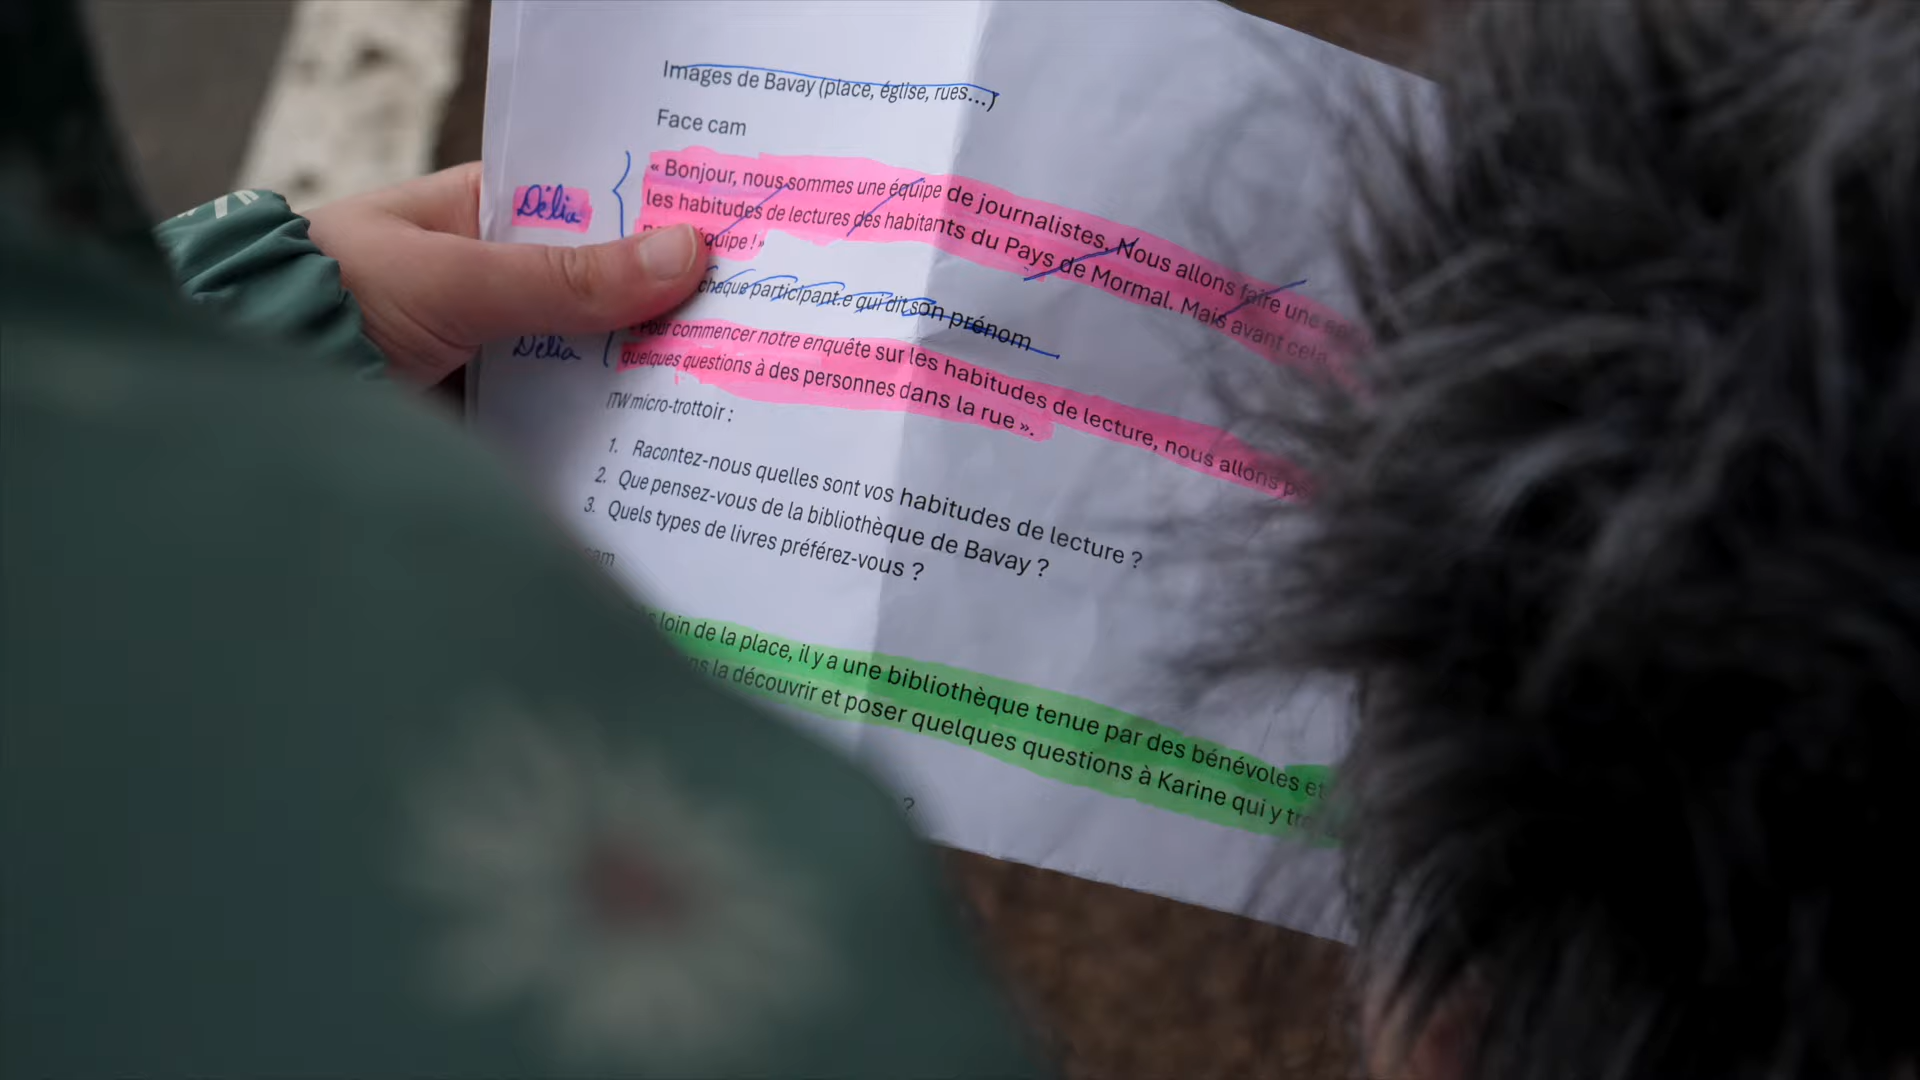 Images de Bavay (place, église, rues...)
Face cam
Délia
« Bonjour, nous sommes une équipe de journalistes. Nous allons faire une
les habitudes de lectures des habitants du Pays de Mormal. Mais avant cela
équipe ! »
chaque participant.e qui dit son prénom
Délia
« Pour commencer notre enquête sur les habitudes de lecture, nous allons
quelques questions à des personnes dans la rue ».
ITW micro-trottoir :
1. Racontez-nous quelles sont vos habitudes de lecture ?
2. Que pensez-vous de la bibliothèque de Bavay ?
3. Quels types de livres préférez-vous ?
cam
loin de la place, il y a une bibliothèque tenue par des bénévoles et
la découvrir et poser quelques questions à Karine qui y
?